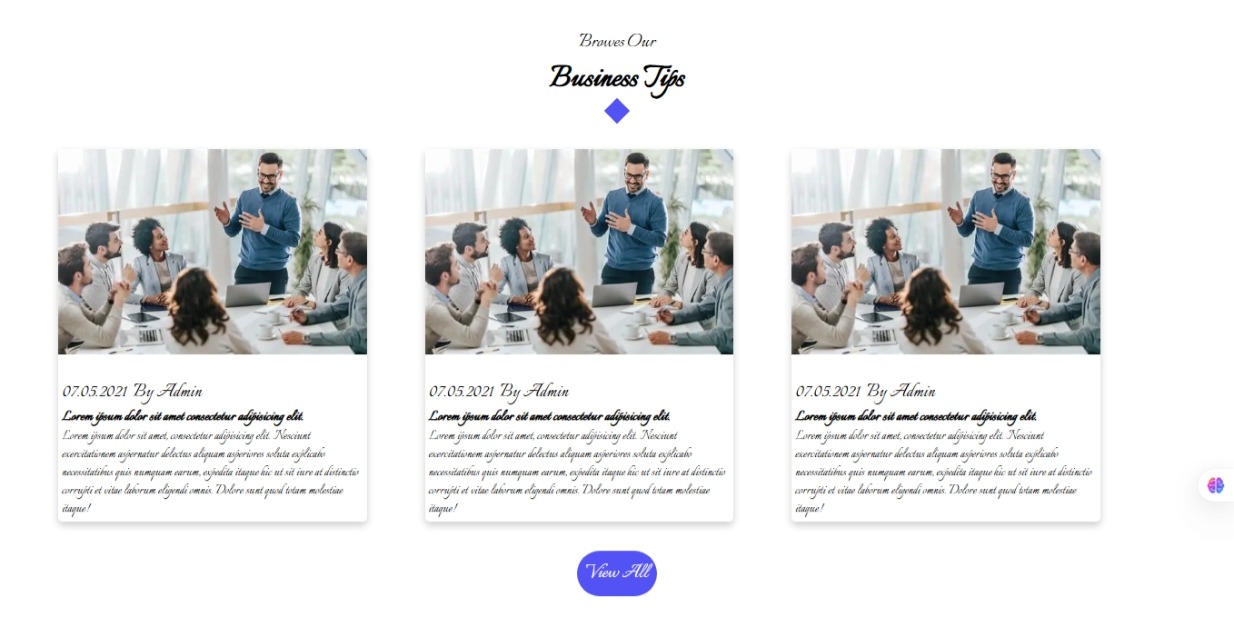 Browes Our
Business Tips
07.05.2021 By Admin
Lorem ipsum dolor sit amet consectetur adipisicing elit.
Lorem ipsum dolor sit amet, consectetur adipisicing elit. Nesciunt
exercitationem aspernatur delectus aliquam asperiores soluta explicabo
necessitatibus quis numquam earum, expedita itaque hic ut sit iure at distinctio
corrupti et vitae laborum eligendi omnis. Dolore sunt quod totam molestiae
itaque!
07.05.2021 By Admin
Lorem ipsum dolor sit amet consectetur adipisicing elit.
Lorem ipsum dolor sit amet, consectetur adipisicing elit. Nesciunt
exercitationem aspernatur delectus aliquam asperiores soluta explicabo
necessitatibus quis numquam earum, expedita itaque hic ut sit iure at distinctio
corrupti et vitae laborum eligendi omnis. Dolore sunt quod totam molestiae
itaque!
07.05.2021 By Admin
Lorem ipsum dolor sit amet consectetur adipisicing elit.
Lorem ipsum dolor sit amet, consectetur adipisicing elit. Nesciunt
exercitationem aspernatur delectus aliquam asperiores soluta explicabo
necessitatibus quis numquam earum, expedita itaque hic ut sit iure at distinctio
corrupti et vitae laborum eligendi omnis. Dolore sunt quod totam molestiae
itaque!
View All